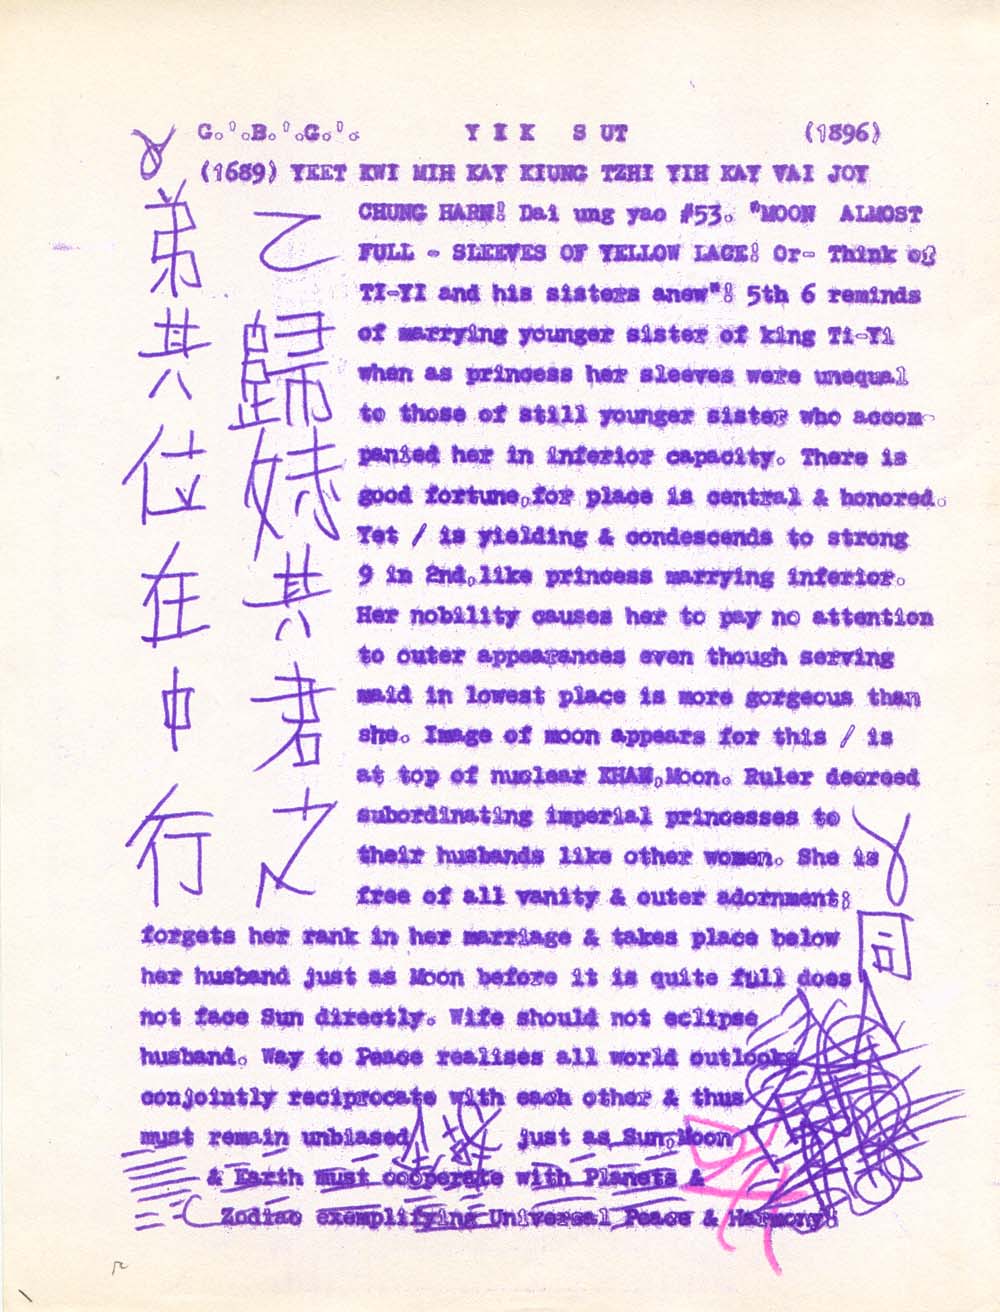 G.'.B.'.G.'. YIK SUT (1896)
(1689) YEET KWI MIH KAY KIUNG TZHI YIH KAY VAI JOY
CHUNG HARN! Dai ung yao #53. "MOON ALMOST
FULL - SLEEVES OF YELLOW LACE! Or- Think of
TI-YI and his sisters anew"! 5th 6 reminds
of marrying younger sister of king Ti-Yi
when as princess her sleeves were unequal
to those of still younger sister who accom-
panied her in inferior capacity. There is
good fortune,for place is central & honored.
Yet / is yielding & condescends to strong
9 in 2nd,like princess marrying inferior.
Her nobility causes her to pay no attention
to outer appearances even though serving
maid in lowest place is more gorgeous than
she. Image of moon appears for this / is
at top of nuclear KHAN,Moon. Ruler decreed
subordinating imperial princesses to
their husbands like other women. She is
free of all vanity & outer adornment;
forgets her rank in her marriage & takes place below
her husband just as Moon before it is quite full does
not face Sun directly. Wife should not eclipse
husband. Way to Peace realises all world outlooks
conjointly reciprocate with each other & thus
must remain unbiased, just as Sun,Moon
& Earth must cooperate with Planets &
Zodiac exemplifying Universal Peace & Harmony!
乙歸妹其君之
弟其位在中行